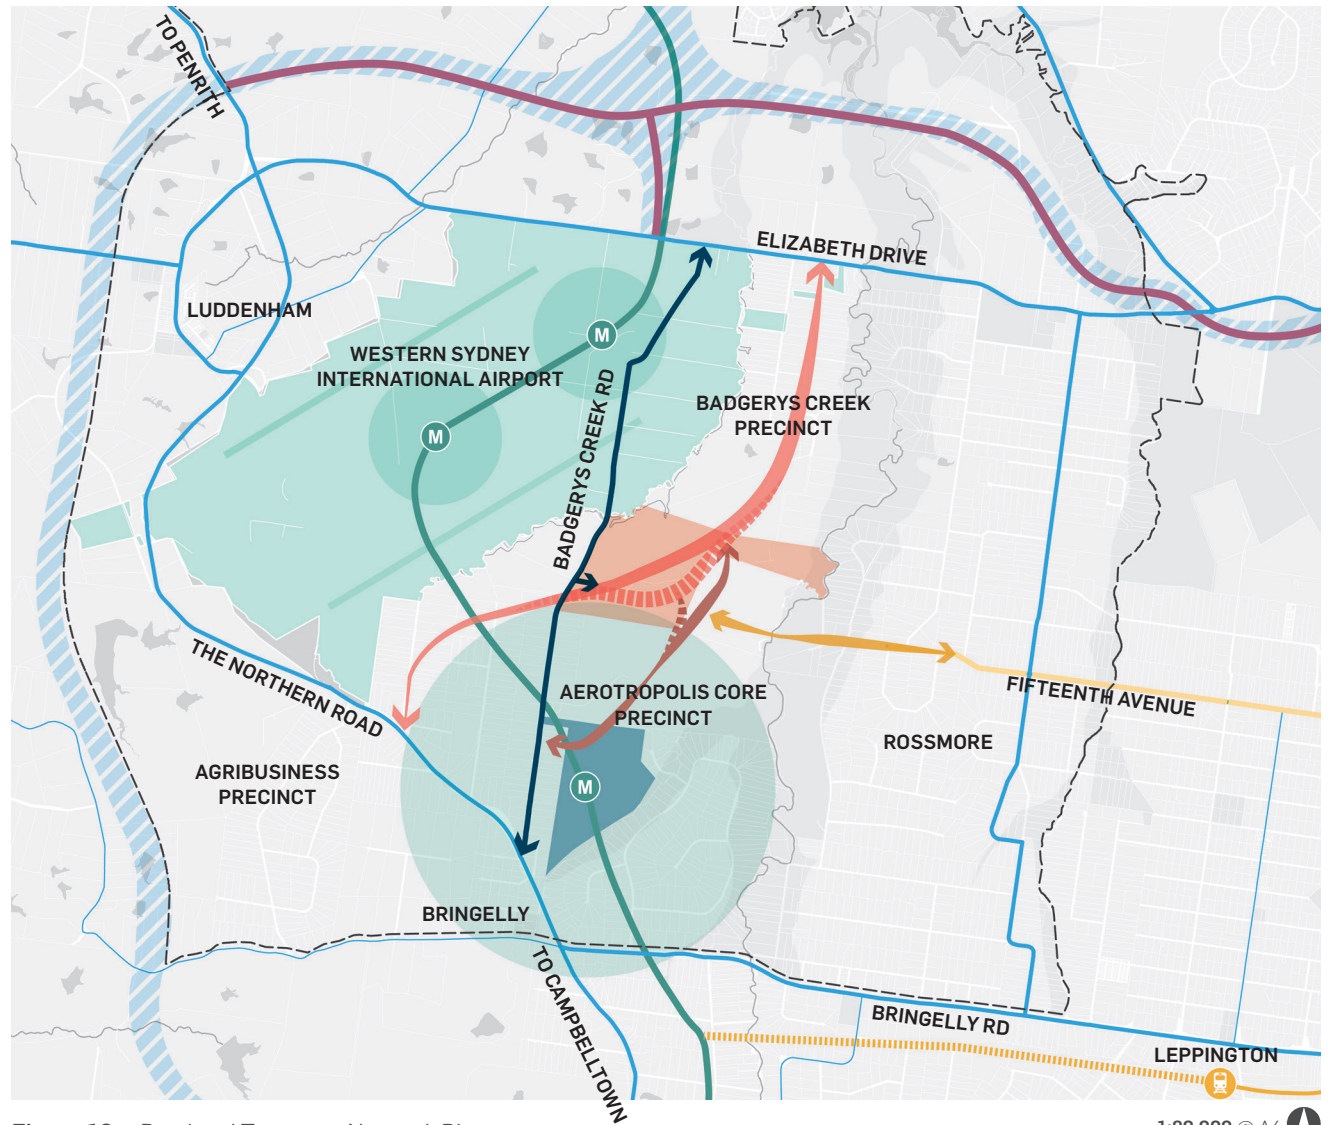 TO PENRITH
ELIZABETH DRIVE
LUDDENHAM
M
WESTERN SYDNEY
INTERNATIONAL AIRPORT
M
BADGERYS CREEK RD
BADGERYS CREEK
PRECINCT
THE NORTHERN ROAD
AEROTROPOLIS CORE
PRECINCT
FIFTEENTH AVENUE
ROSSMORE
AGRIBUSINESS
PRECINCT
M
BRINGELLY
TO CAMPBELLTOWN
BRINGELLY RD
LEPPINGTON